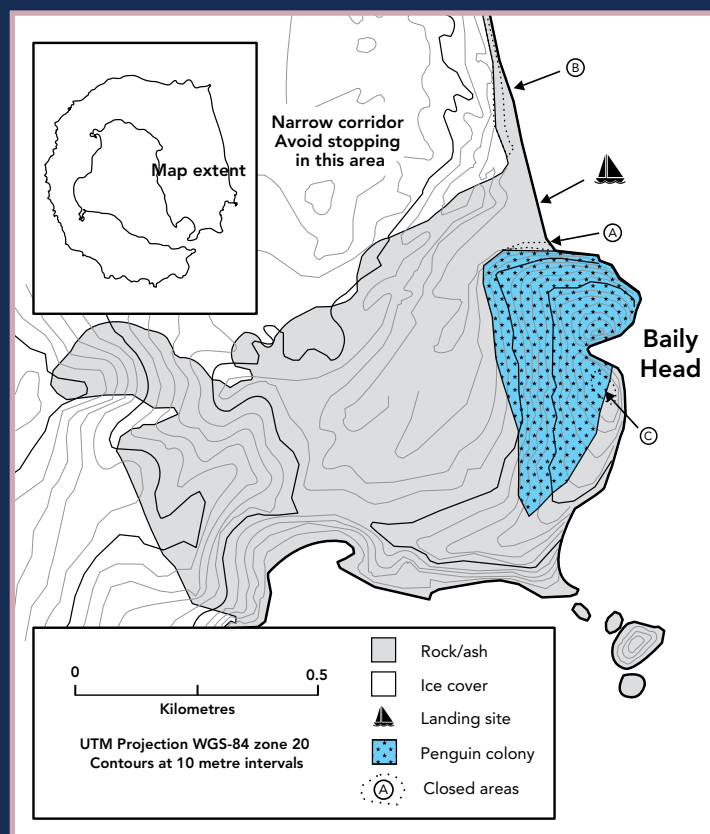 Map extent
Narrow corridor
Avoid stopping
in this area
B
A
Baily
Head
C
0
0.5
Kilometres
UTM Projection WGS-84 zone 20
Contours at 10 metre intervals
Rock/ash
Ice cover
Landing site
Penguin colony
A
Closed areas